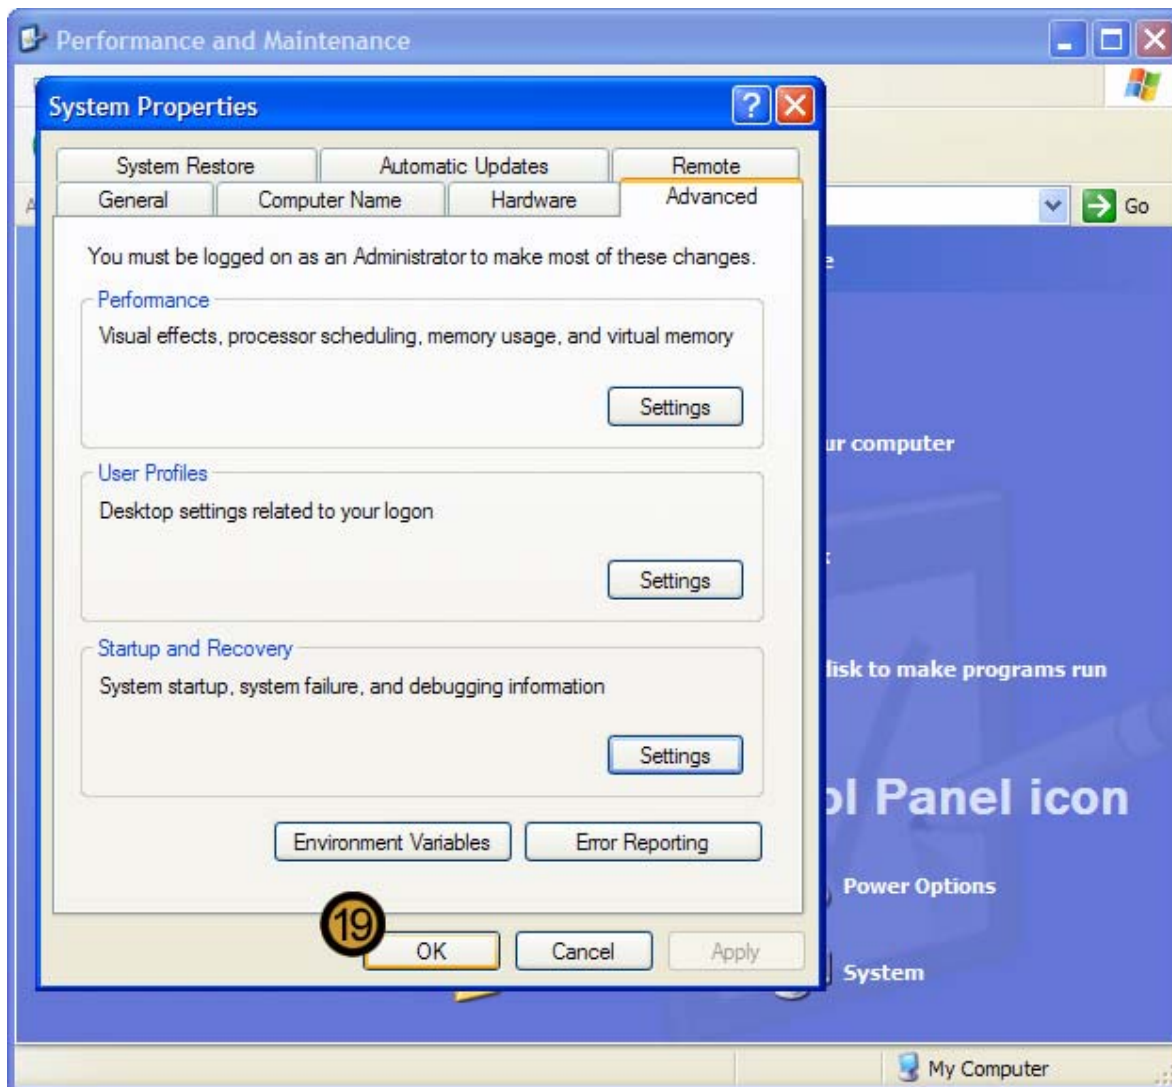 Performance and Maintenance
System Properties
System Restore Automatic Updates Remote
General Computer Name Hardware Advanced
Go
You must be logged on as an Administrator to make most of these changes.
Performance
Visual effects, processor scheduling, memory usage, and virtual memory
Settings
ur computer
User Profiles
Desktop settings related to your logon
Settings
Startup and Recovery
disk to make programs run
System startup, system failure, and debugging information
Settings
ol Panel icon
Environment Variables Error Reporting
Power Options
19
OK Cancel Apply
System
My Computer